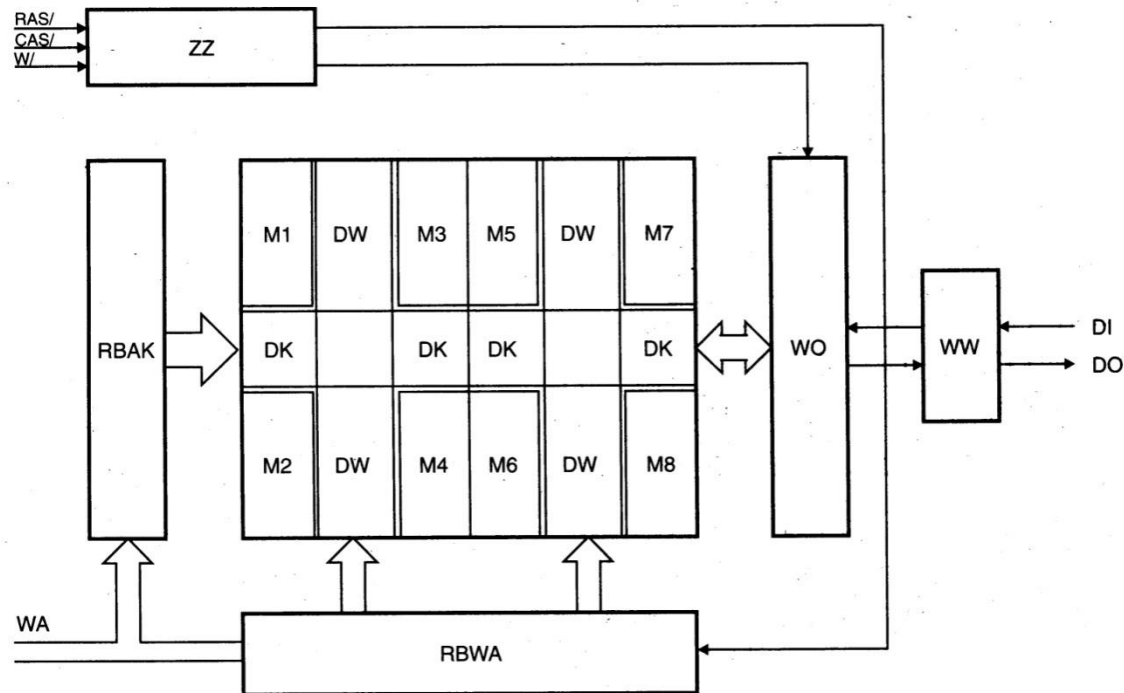 RAS/
CAS/
W/
ZZ
RBAK
M1 DW M3 M5 DW M7
DK DK DK DK
M2 DW M4 M6 DW M8
WO
WW
DI
DO
WA
RBWA